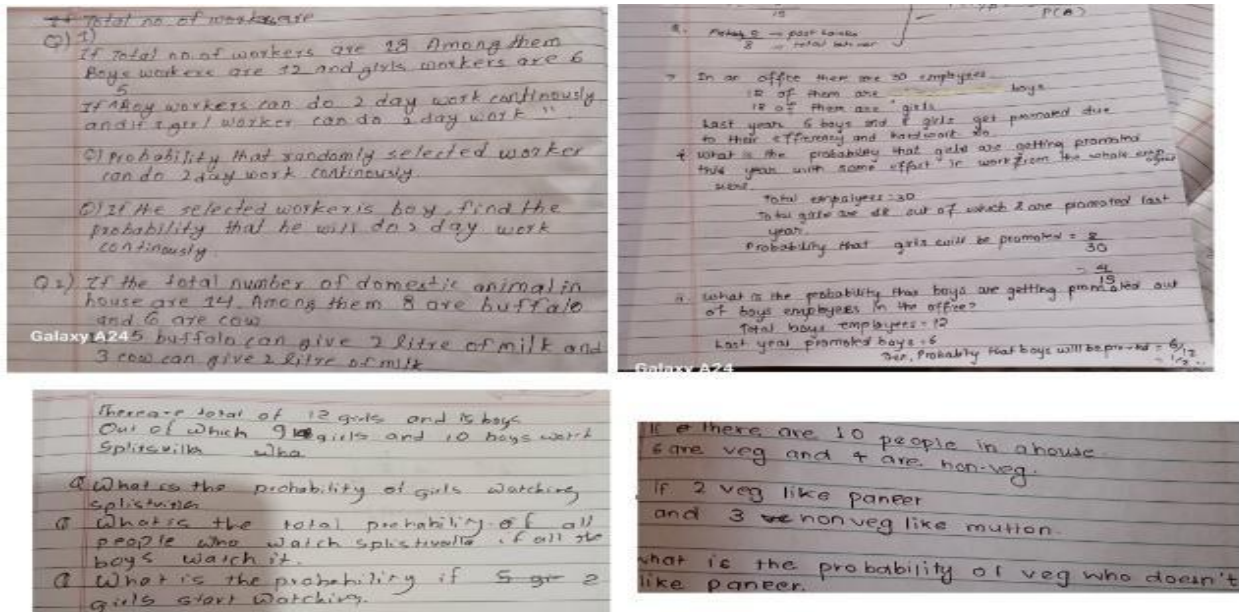 If Total no. of workers are
Q) 1)
If Total no. of workers are 18 Among them
Boys workers are 12 and girls workers are 6
5
If Boy workers can do 2 day work continously
and if 3 girl worker can do 2 day work "
Q) Probability that randomly selected worker
can do 2 day work continously
Q) If the selected worker is boy, find the
probability that he will do 2 day work
continously.
Q 2) If the total number of domestic animal in
house are 14. Among them 8 are buffalo
and 6 are cow
Galaxy A24
5 buffalo can give 2 litre of milk and
3 cow can give 2 litre of milk
15
P(A)
8
In an office there are 30 employees
12 of them are boys
18 of them are girls
Last year 6 boys and 8 girls get promoted due
to their efficiency and hardwork
What is the probability that girls are getting promoted
this year with same effort in work from the whole
Total empolyees = 30
Total girls are 18 out of which 8 are promoted last
year.
Probability that girls will be promoted = 8
30
= 4
15
What is the probability that boys are getting promoted out
of boys employees in the office?
Total boys employees = 12
Last year promoted boys = 6
Probablity that boys will be = 6/12
Galaxy A24
There are total of 12 girls and 15 boys
Out of which 9 girls and 10 boys watch
Splitsvilla
Q What is the probability of girls watching
Q What is the total probability of all
people who watch if all the
boys watch it.
Q What is the probability if 5 gi 2
girls start watching.
If there are 10 people in a house.
6 are veg and 4 are non-veg.
if 2 veg like paneer
and 3 nonveg like mutton.
what is the probability of veg who doesn't
like paneer.